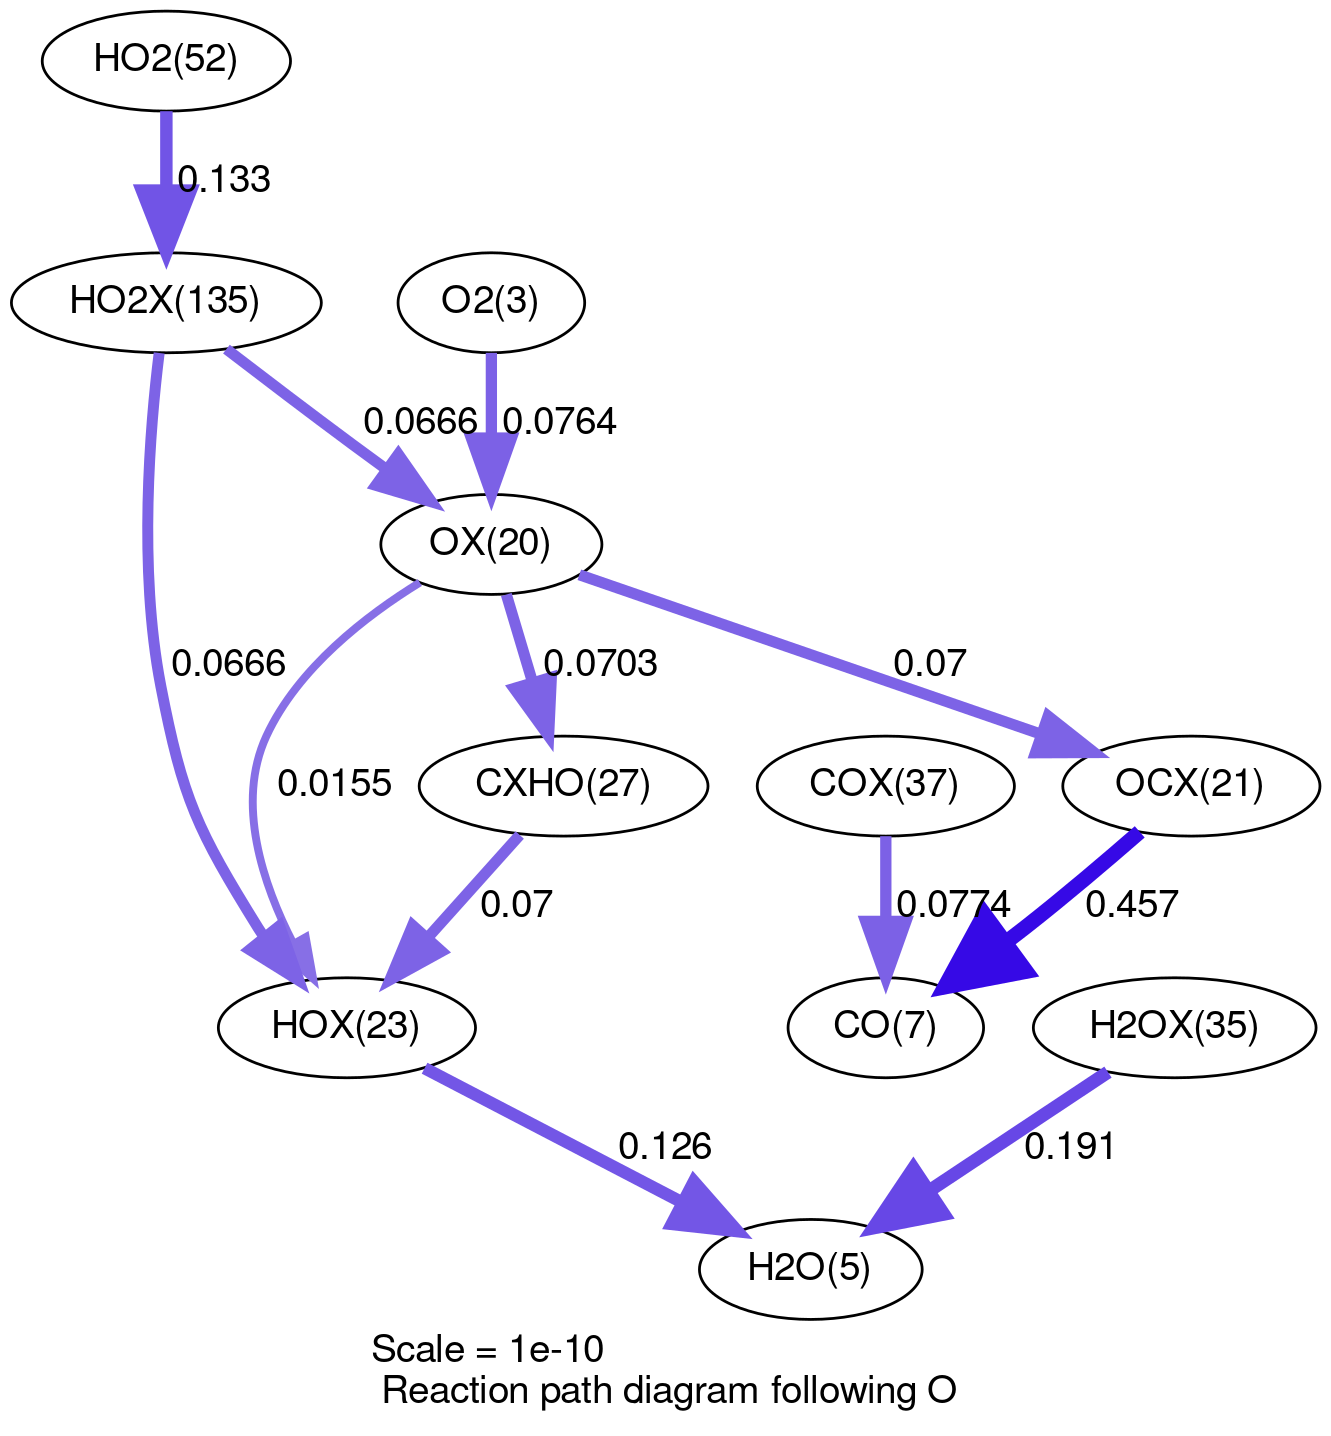 HO2(52)
0.133
HO2X(135)
O2(3)
0.0666
0.0764
OX(20)
0.0666
0.0703
0.07
0.0155
CXHO(27)
COX(37)
OCX(21)
0.07
0.0774
0.457
HOX(23)
CO(7)
H2OX(35)
0.126
0.191
H2O(5)
Scale = 1e-10
Reaction path diagram following O